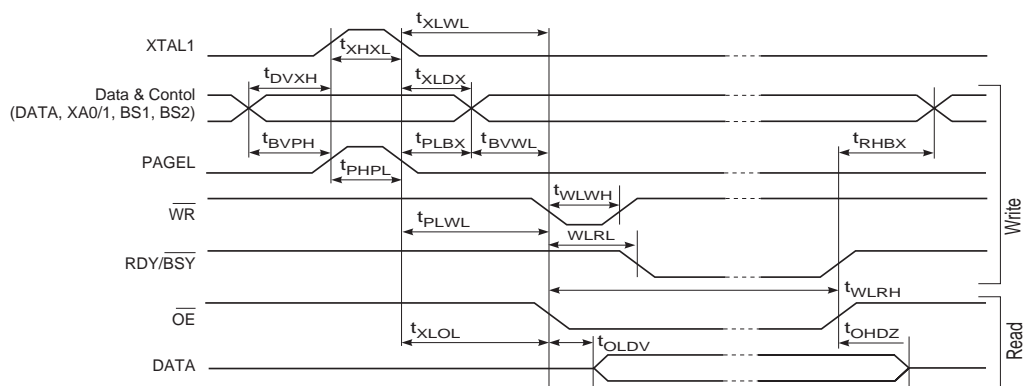 tXLWL
XTAL1
tXHXL
tDVXH
tXLDX
Data & Contol
(DATA, XA0/1, BS1, BS2)
tBVPH
tPLBX
tBVWL
tRHBX
PAGEL
tPHPL
tWLWH
WR
tPLWL
WLRL
Write
RDY/BSY
tWLRH
OE
tXLOL
tOLDV
tOHDZ
Read
DATA